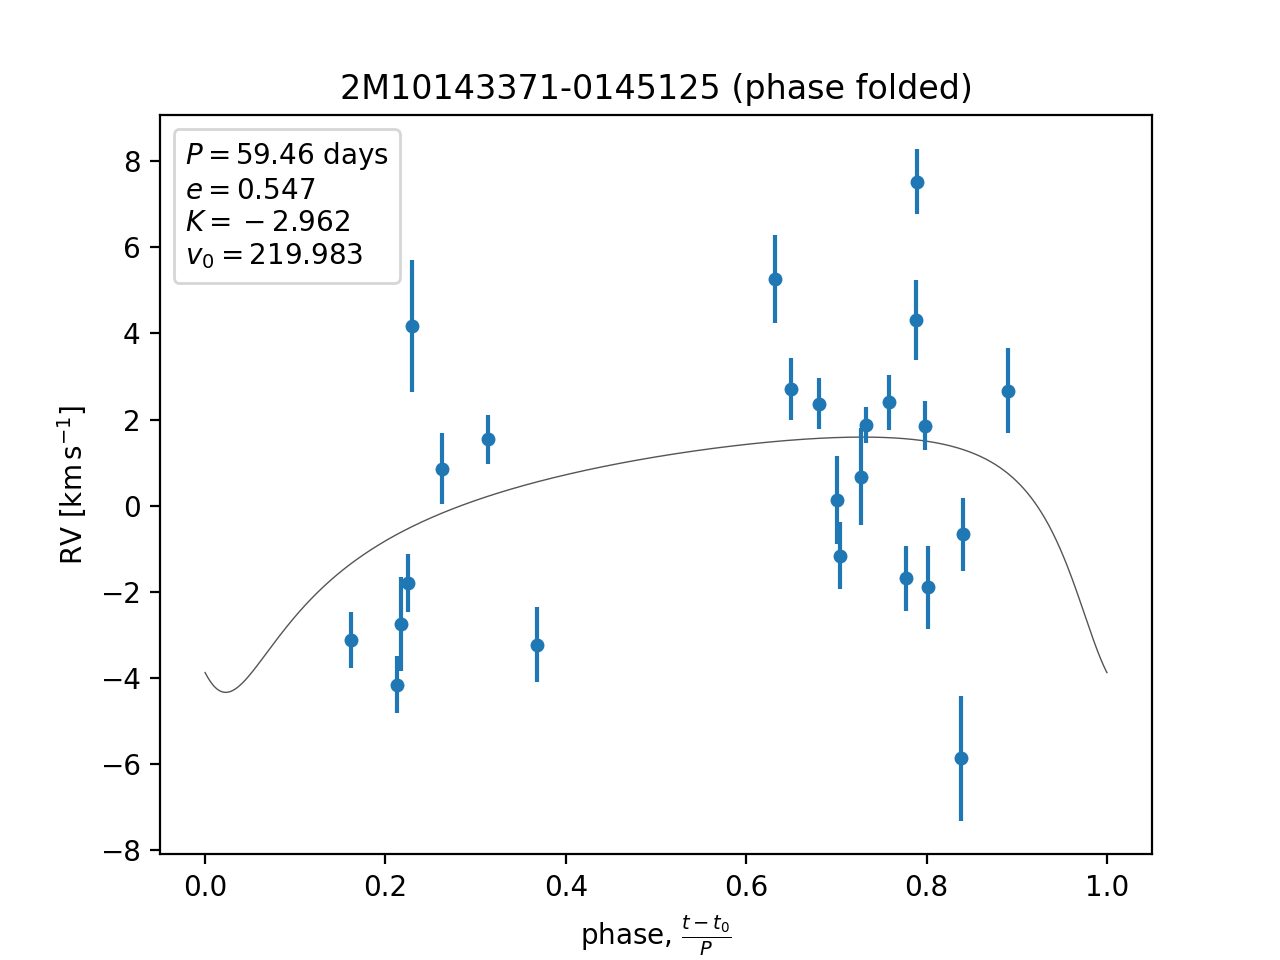 2M10143371-0145125 (phase folded)
P = 59.46 days
e = 0.547
K = −2.962
v₀ = 219.983
8
6
4
2
0
−2
−4
−6
−8
RV [km s⁻¹]
0.0 0.2 0.4 0.6 0.8 1.0
phase, (t − t₀)/P